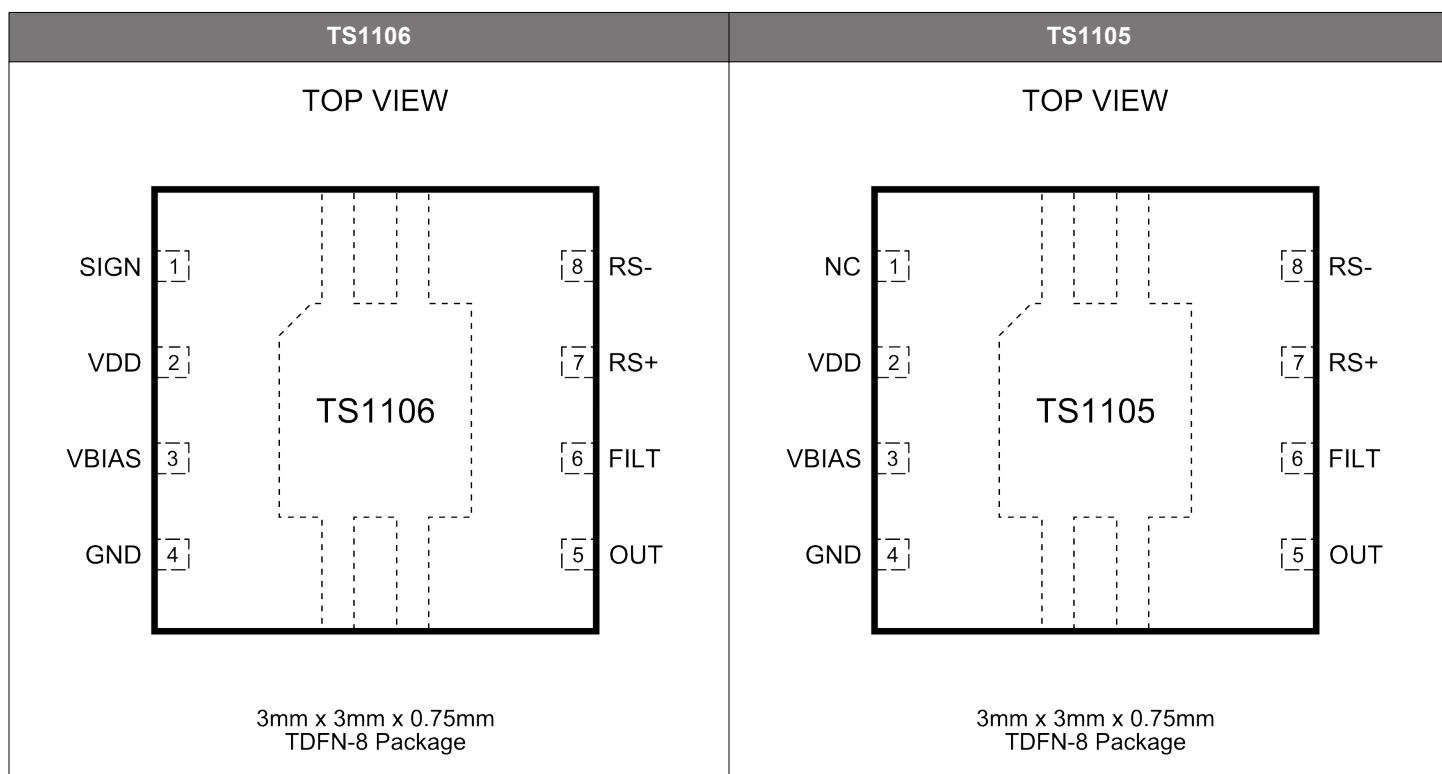 TS1106
TOP VIEW
SIGN 1 8 RS-
VDD 2 7 RS+
TS1106
VBIAS 3 6 FILT
GND 4 5 OUT
3mm x 3mm x 0.75mm
TDFN-8 Package
TS1105
TOP VIEW
NC 1 8 RS-
VDD 2 7 RS+
TS1105
VBIAS 3 6 FILT
GND 4 5 OUT
3mm x 3mm x 0.75mm
TDFN-8 Package